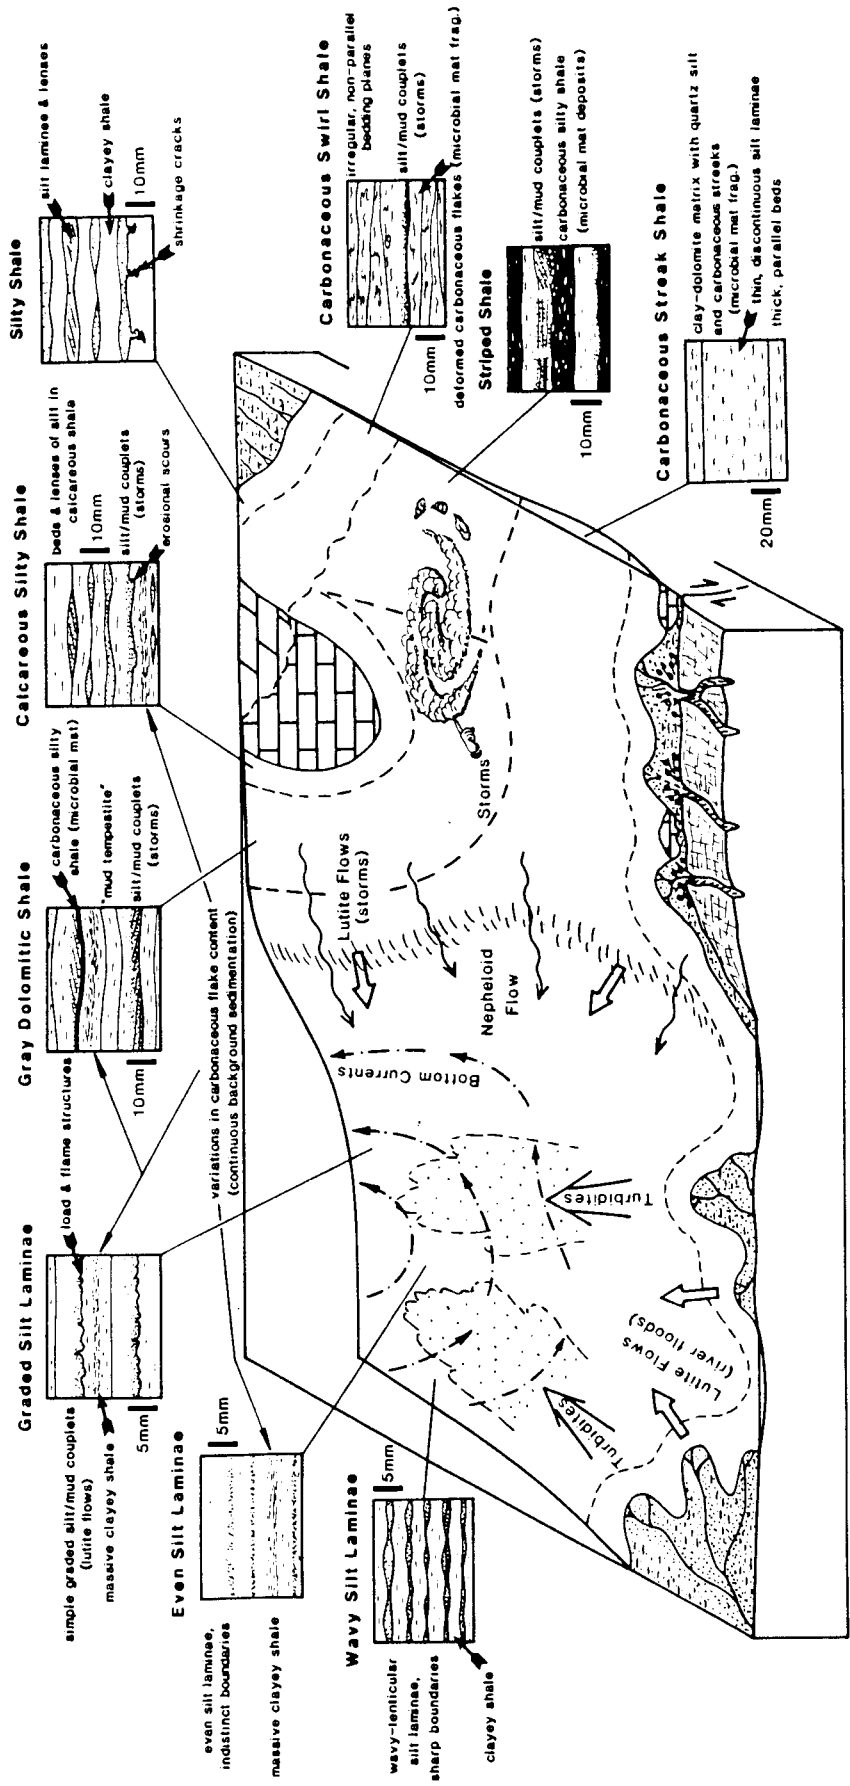 Graded Silt Laminae
load & flame structures
simple graded silt/mud couplets
(lutite flows)
massive clayey shale
5mm
Gray Dolomitic Shale
carbonaceous silty
shale (microbial mat)
"mud tempestite"
silt/mud couplets
(storms)
10mm
Calcareous Silty Shale
beds & lenses of silt in
calcareous shale
10mm
silt/mud couplets
(storms)
erosional scours
Silty Shale
silt laminae & lenses
clayey shale
10mm
shrinkage cracks
Even Silt Laminae
5mm
evan silt laminae,
indistinct boundaries
massive clayey shale
variations in carbonaceous flake content
(continuous background sedimentation)
Wavy Silt Laminae
5mm
wavy-lenticular
silt laminae,
sharp boundaries
clayey shale
Carbonaceous Swirl Shale
irregular, non-parallel
bedding planes
silt/mud couplets
(storms)
10mm
deformed carbonaceous flakes (microbial mat frag.)
Striped Shale
silt/mud couplets (storms)
carbonaceous silty shale
(microbial mat deposits)
10mm
Carbonaceous Streak Shale
clay-dolomite matrix with quartz silt
and carbonaceous streeks
(microbial mat frag.)
thin, discontinuous silt laminae
thick, parallel beds
20mm
Lutite Flows
(storms)
Storms
Nepheloid
Flow
Bottom Currents
Turbidites
Turbidites
Lutite Flows
(river floods)